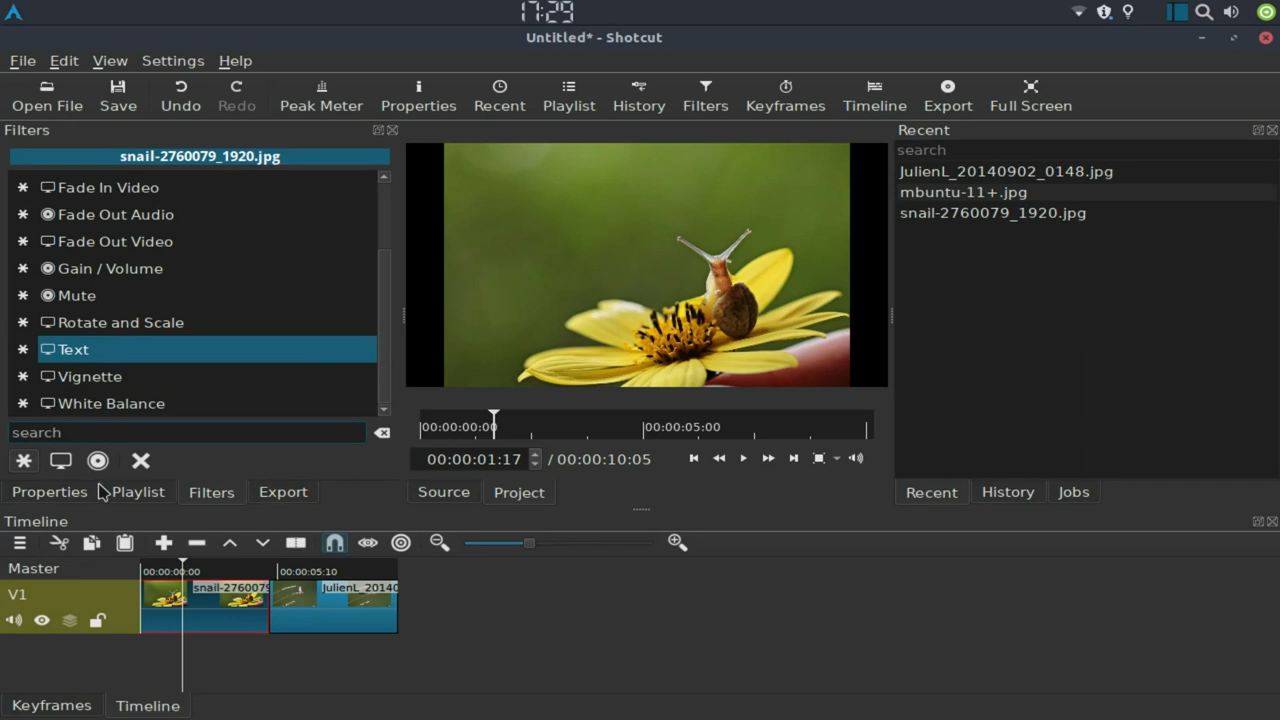 17:29
Untitled* - Shotcut
File Edit View Settings Help
Open File Save Undo Redo Peak Meter Properties Recent Playlist History Filters Keyframes Timeline Export Full Screen
Filters
snail-2760079_1920.jpg
Fade In Video
Fade Out Audio
Fade Out Video
Gain / Volume
Mute
Rotate and Scale
Text
Vignette
White Balance
search
Properties Playlist Filters Export
00:00:00:00 00:00:05:00
00:00:01:17 / 00:00:10:05
Source Project
Recent
search
JulienL_20140902_0148.jpg
mbuntu-11+.jpg
snail-2760079_1920.jpg
Recent History Jobs
Timeline
Master
00:00:00:00 00:00:05:10
V1
snail-276007 JulienL_20140
Keyframes Timeline